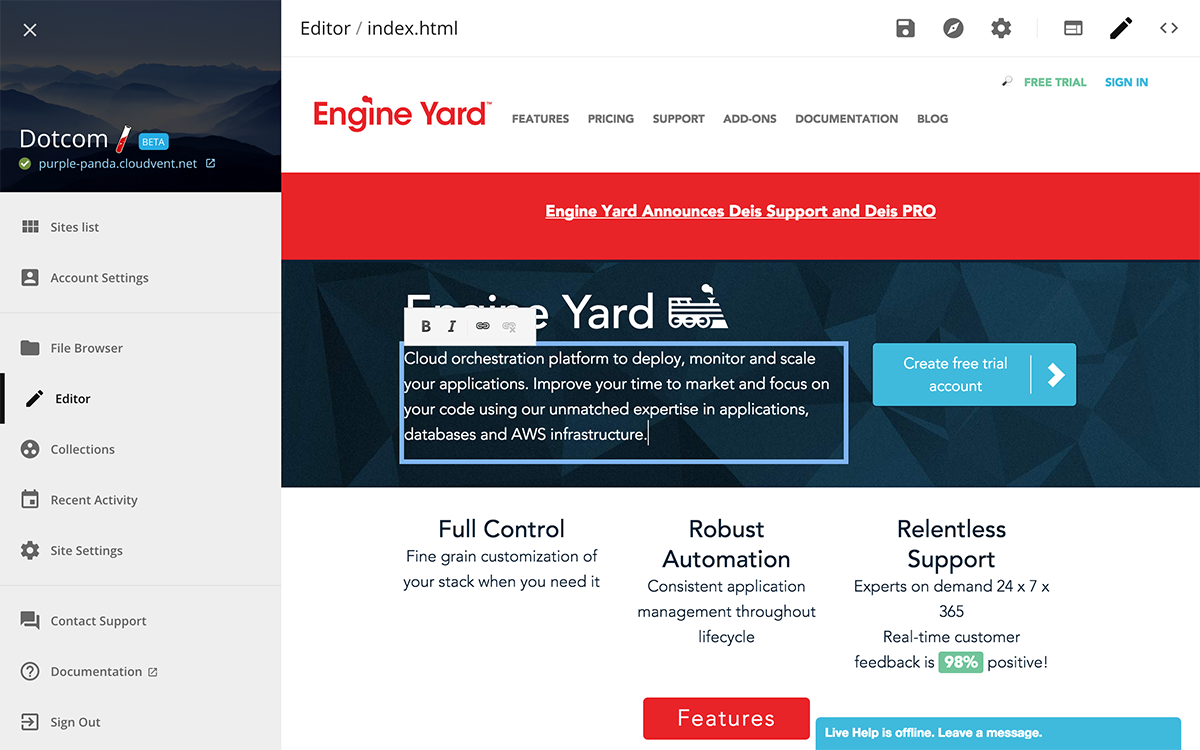 Dotcom BETA
purple-panda.cloudvent.net
Sites list
Account Settings
File Browser
Editor
Collections
Recent Activity
Site Settings
Contact Support
Documentation
Sign Out
Editor / index.html
FREE TRIAL SIGN IN
Engine Yard™ FEATURES PRICING SUPPORT ADD-ONS DOCUMENTATION BLOG
Engine Yard Announces Deis Support and Deis PRO
Engine Yard
B I
Cloud orchestration platform to deploy, monitor and scale
your applications. Improve your time to market and focus on
your code using our unmatched expertise in applications,
databases and AWS infrastructure.
Create free trial
account
Full Control
Fine grain customization of
your stack when you need it
Robust
Automation
Consistent application
management throughout
lifecycle
Relentless
Support
Experts on demand 24 x 7 x
365
Real-time customer
feedback is 98% positive!
Features
Live Help is offline. Leave a message.